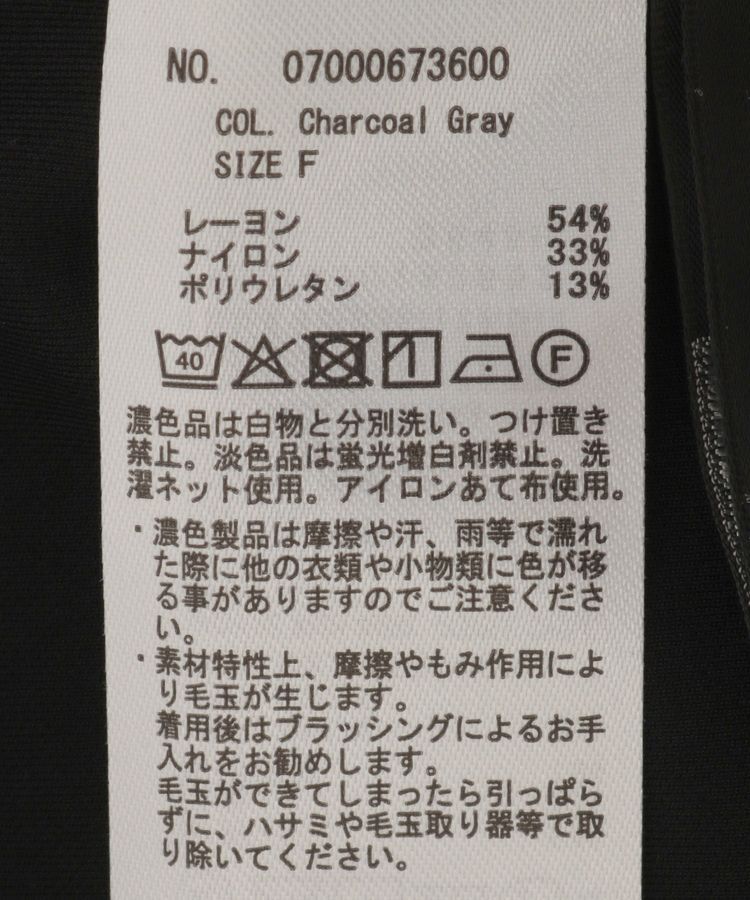 NO. 07000673600
COL. Charcoal Gray
SIZE F
レーヨン 54%
ナイロン 33%
ポリウレタン 13%
40 F
濃色品は白物と分別洗い。つけ置き
禁止。淡色品は蛍光増白剤禁止。洗
濯ネット使用。アイロンあて布使用。
・濃色製品は摩擦や汗、雨等で濡れ
た際に他の衣類や小物類に色が移
る事がありますのでご注意くださ
い。
・素材特性上、摩擦やもみ作用によ
り毛玉が生じます。
着用後はブラッシングによるお手
入れをお勧めします。
毛玉ができてしまったら引っぱら
ずに、ハサミや毛玉取り器等で取
り除いてください。